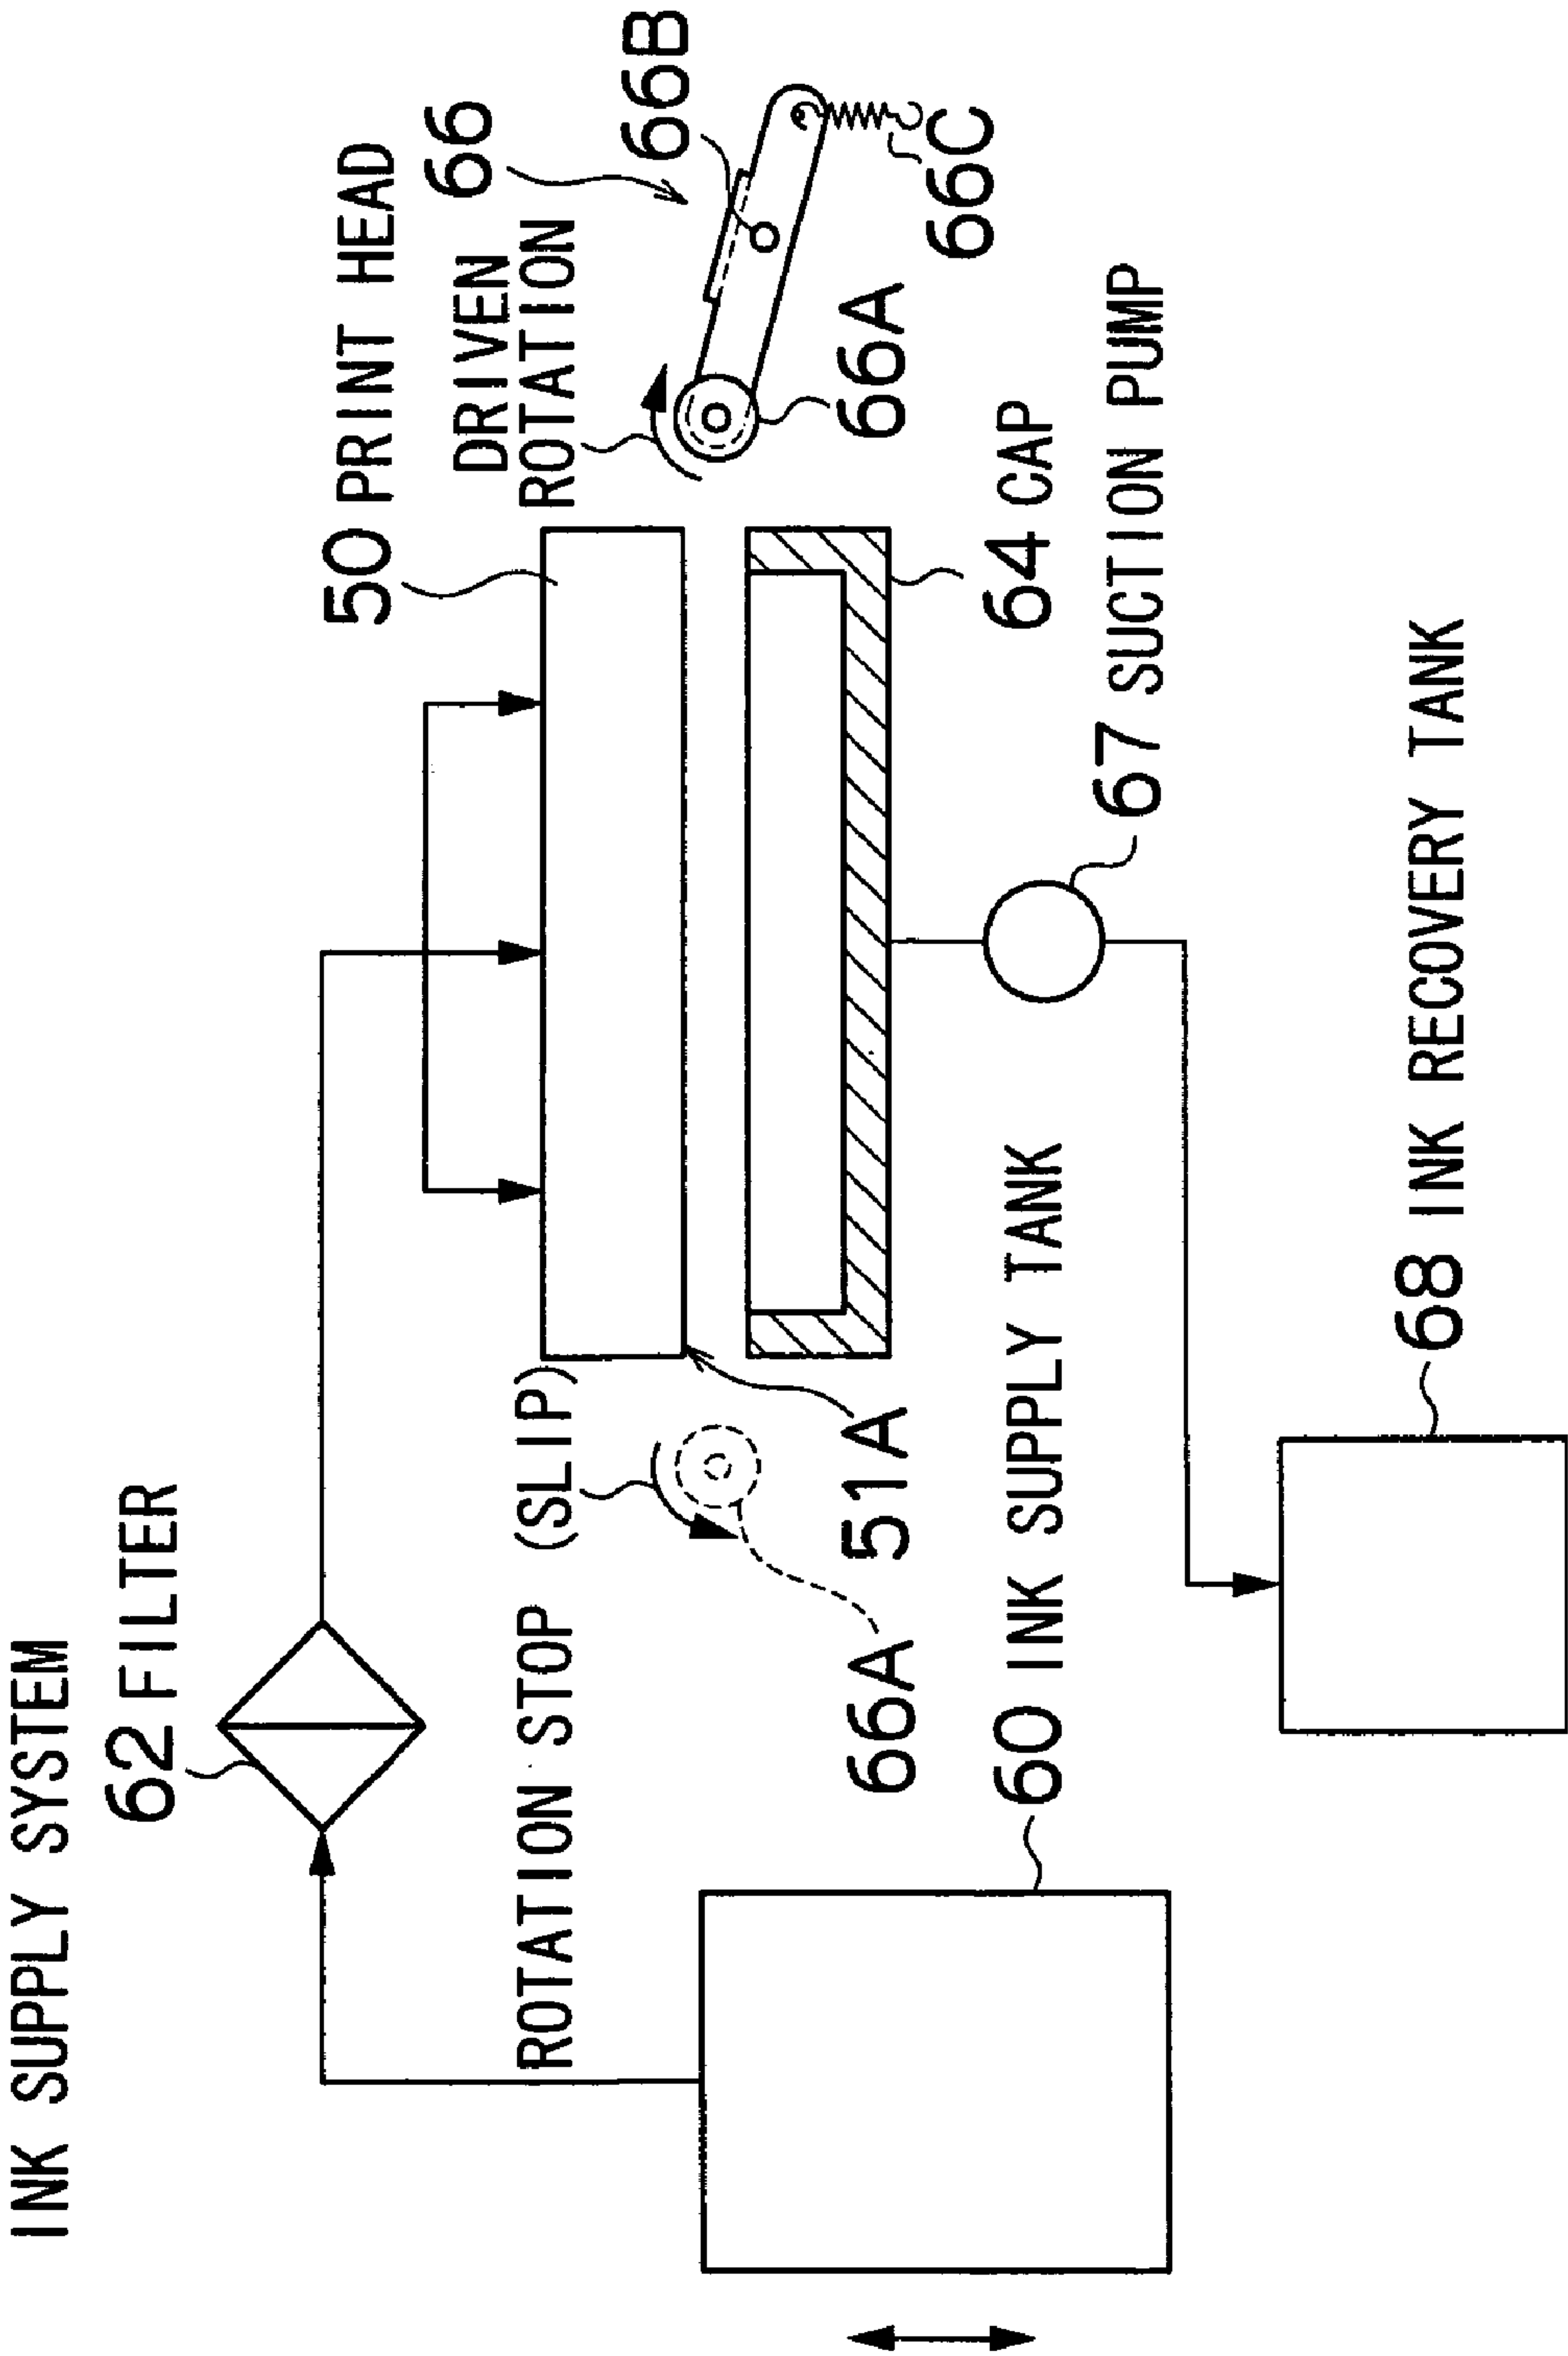 INK SUPPLY SYSTEM
62 FILTER
50 PRINT HEAD
66
DRIVEN
ROTATION
66B
ROTATION STOP (SLIP)
66A
51A
66A
66C
60 INK SUPPLY TANK
64 CAP
67 SUCTION PUMP
68 INK RECOVERY TANK